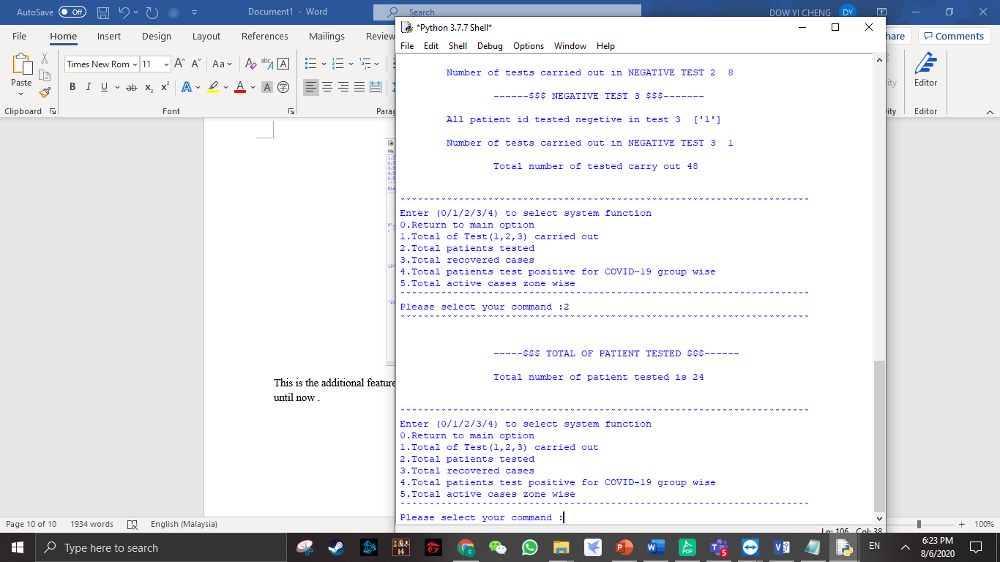 AutoSave Off Document1 - Word Search DOW YI CHENG DY
File Home Insert Design Layout References Mailings Review hare Comments
Times New Rom 11 Aa abc A
Paste B I U ab x2 x2 A A A Editor
Clipboard Font Parag ity Editor
This is the additional feature
until now .
*Python 3.7.7 Shell*
File Edit Shell Debug Options Window Help
Number of tests carried out in NEGATIVE TEST 2 8
------$$$ NEGATIVE TEST 3 $$$-------
All patient id tested negetive in test 3 ['1']
Number of tests carried out in NEGATIVE TEST 3 1
Total number of tested carry out 48
----------------------------------------------------------------------
Enter (0/1/2/3/4) to select system function
0.Return to main option
1.Total of Test(1,2,3) carried out
2.Total patients tested
3.Total recovered cases
4.Total patients test positive for COVID-19 group wise
5.Total active cases zone wise
----------------------------------------------------------------------
Please select your command :2
----------------------------------------------------------------------
-----$$$ TOTAL OF PATIENT TESTED $$$------
Total number of patient tested is 24
----------------------------------------------------------------------
Enter (0/1/2/3/4) to select system function
0.Return to main option
1.Total of Test(1,2,3) carried out
2.Total patients tested
3.Total recovered cases
4.Total patients test positive for COVID-19 group wise
5.Total active cases zone wise
----------------------------------------------------------------------
Please select your command :
Ln: 106 Col: 38
Page 10 of 10 1934 words English (Malaysia) 100%
Type here to search EN 6:23 PM
8/6/2020